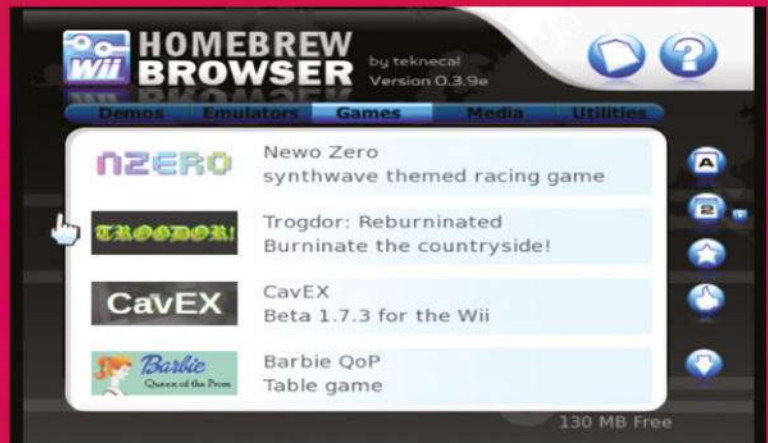 Wii
HOMEBREW
BROWSER
by teknecal
Version 0.3.9e
Demos Emulators Games Media Utilities
NZERO
Newo Zero
synthwave themed racing game
TROGDOR!
Trogdor: Reburninated
Burninate the countryside!
CavEX
CavEX
Beta 1.7.3 for the Wii
Barbie
Queen of the Prom
Barbie QoP
Table game
A
2
?
130 MB Free